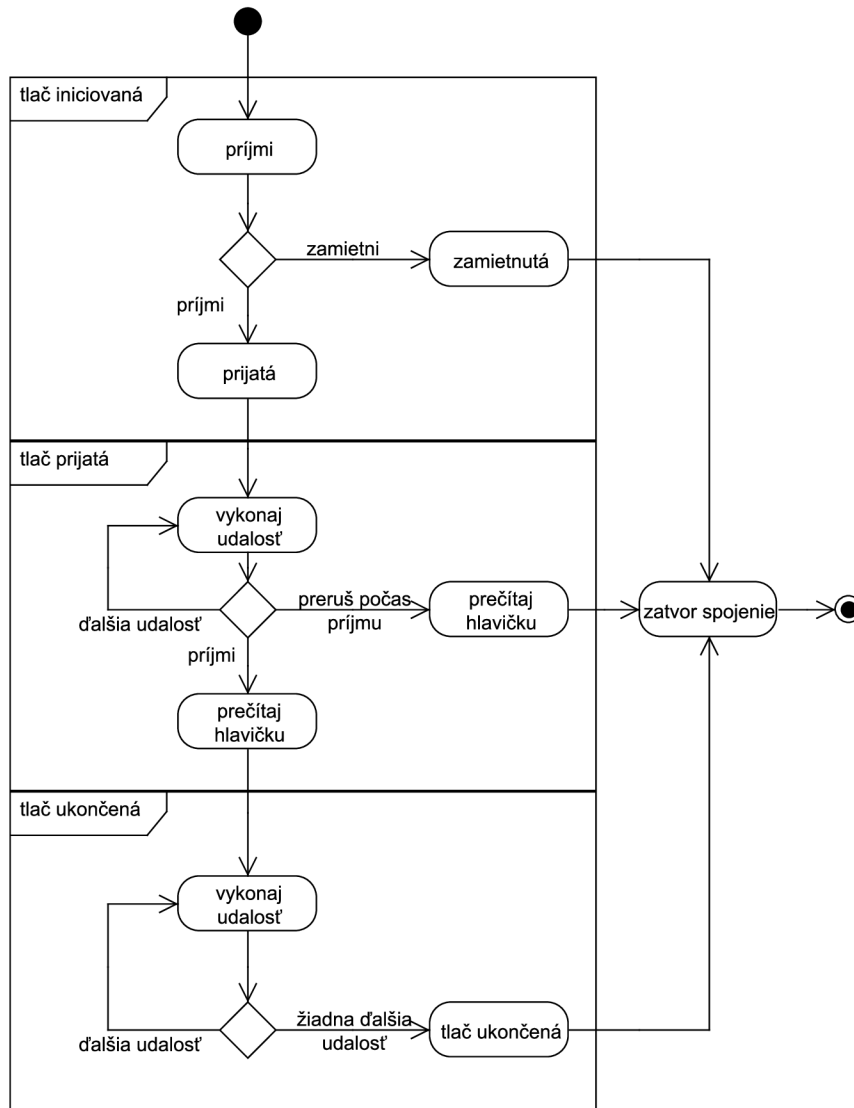 tlač iniciovaná
príjmi
zamietni
zamietnutá
príjmi
prijatá
tlač prijatá
vykonaj
udalosť
ďalšia udalosť
preruš počas
príjmu
prečítaj
hlavičku
zatvor spojenie
príjmi
prečítaj
hlavičku
tlač ukončená
vykonaj
udalosť
ďalšia udalosť
žiadna ďalšia
udalosť
tlač ukončená